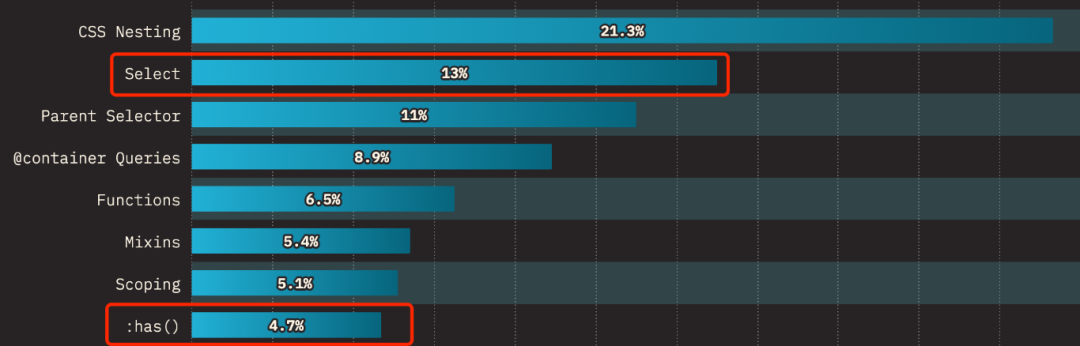 CSS Nesting 21.3%
Select 13%
Parent Selector 11%
@container Queries 8.9%
Functions 6.5%
Mixins 5.4%
Scoping 5.1%
:has() 4.7%